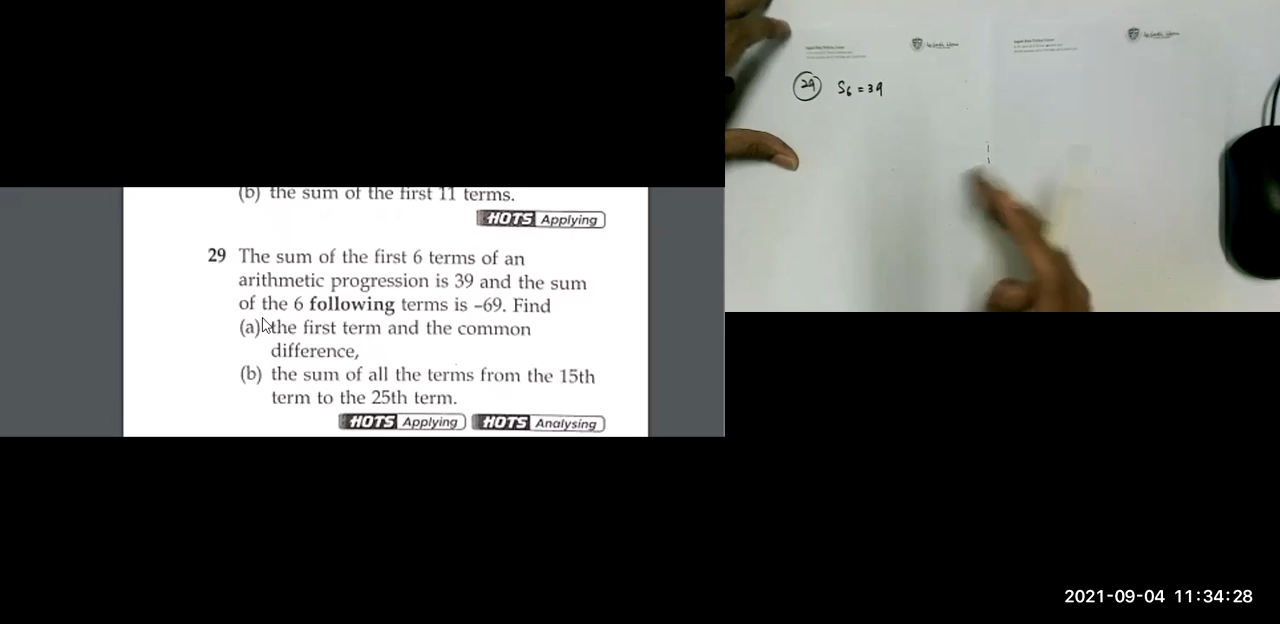 (b) the sum of the first 11 terms.
HOTS Applying
29 The sum of the first 6 terms of an
arithmetic progression is 39 and the sum
of the 6 following terms is –69. Find
(a) the first term and the common
difference,
(b) the sum of all the terms from the 15th
term to the 25th term.
HOTS Applying HOTS Analysing
29 S6 = 39
2021-09-04 11:34:28